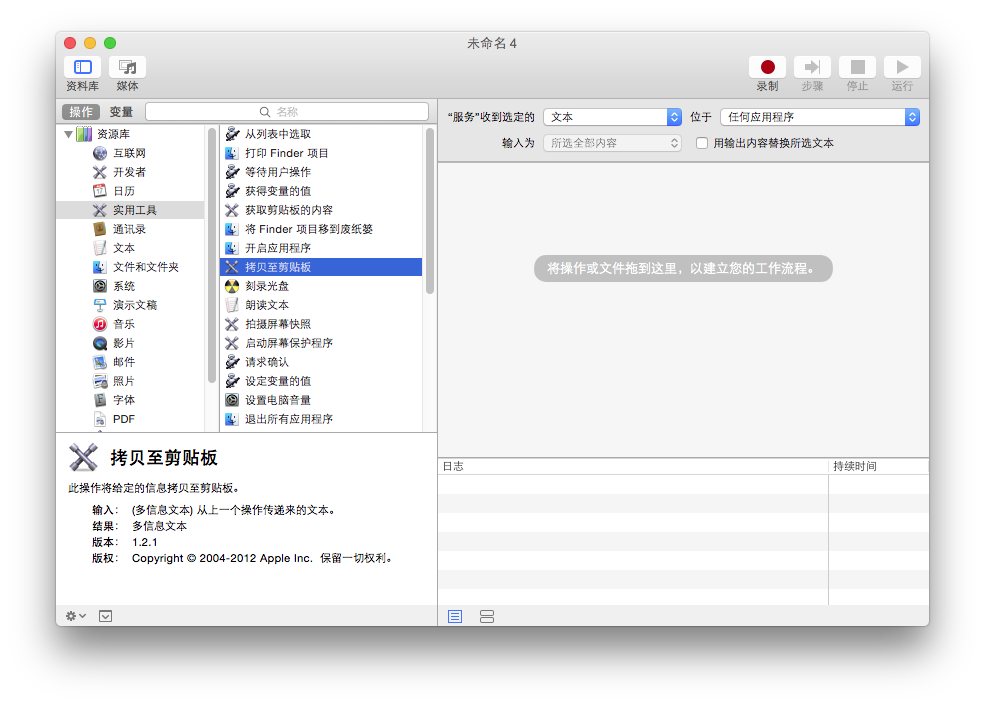 未命名 4
资料库 媒体 录制 步骤 停止 运行
操作 变量 名称
资源库
互联网
开发者
日历
实用工具
通讯录
文本
文件和文件夹
系统
演示文稿
音乐
影片
邮件
照片
字体
PDF
从列表中选取
打印 Finder 项目
等待用户操作
获得变量的值
获取剪贴板的内容
将 Finder 项目移到废纸篓
开启应用程序
拷贝至剪贴板
刻录光盘
朗读文本
拍摄屏幕快照
启动屏幕保护程序
请求确认
设定变量的值
设置电脑音量
退出所有应用程序
拷贝至剪贴板
此操作将给定的信息拷贝至剪贴板。
输入: (多信息文本) 从上一个操作传递来的文本。
结果: 多信息文本
版本: 1.2.1
版权: Copyright © 2004-2012 Apple Inc. 保留一切权利。
“服务”收到选定的 文本 位于 任何应用程序
输入为 所选全部内容 用输出内容替换所选文本
将操作或文件拖到这里，以建立您的工作流程。
日志 持续时间